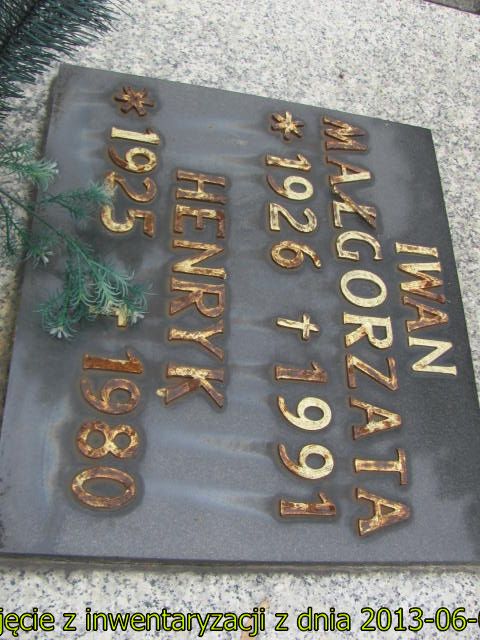 IWAN
MAŁGORZATA
* 1926 † 1991
HENRYK
* 1925 † 1980
jęcie z inwentaryzacji z dnia 2013-06-